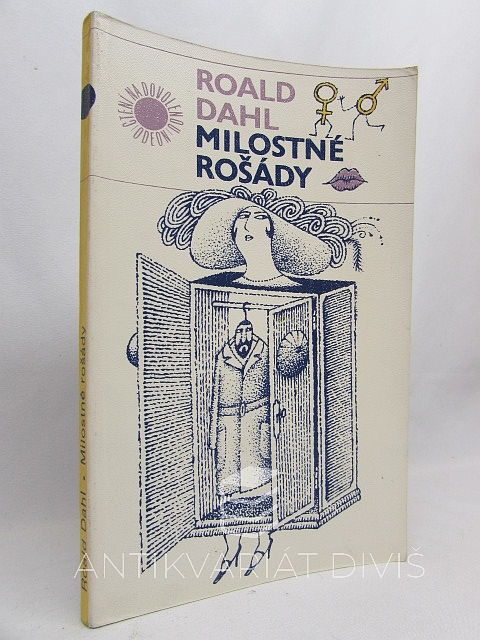 ČTENÍ NA DOVOLENOU
ODEON
ROALD
DAHL
MILOSTNÉ
ROŠÁDY
Roald Dahl - Milostné rošády
ANTIKVARIÁT DIVIŠ